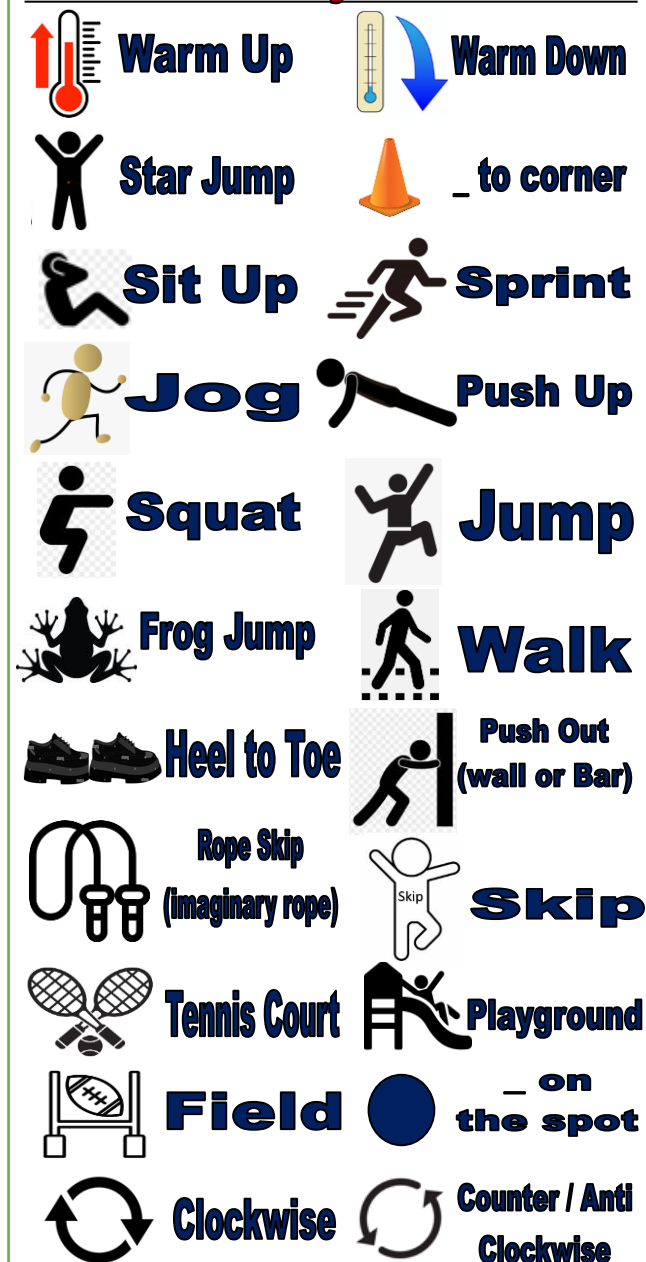 Warm Up
Warm Down
Star Jump
_ to corner
Sit Up
Sprint
Jog
Push Up
Squat
Jump
Frog Jump
Walk
Heel to Toe
Push Out
(wall or Bar)
Rope Skip
(imaginary rope)
Skip
Skip
Tennis Court
Playground
Field
_ on
the spot
Clockwise
Counter / Anti
Clockwise